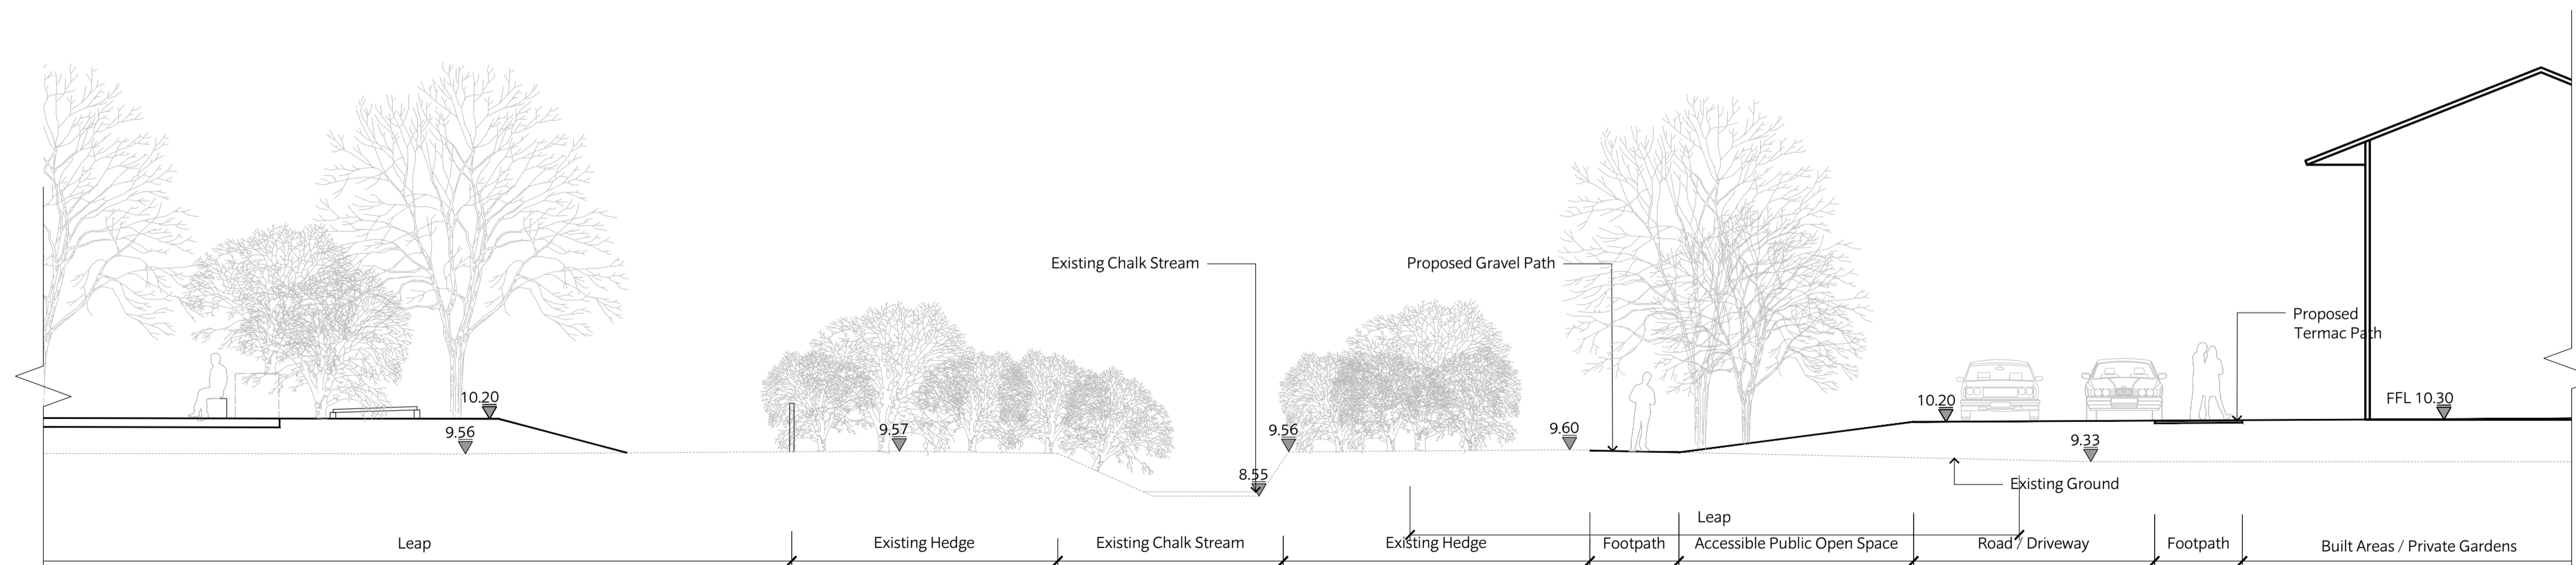 Existing Chalk Stream
Proposed Gravel Path
Proposed
Termac Path
10.20
9.56
9.57
9.56
8.55
9.60
10.20
9.33
FFL 10.30
Existing Ground
Leap
Leap
Existing Hedge
Existing Chalk Stream
Existing Hedge
Footpath
Accessible Public Open Space
Road / Driveway
Footpath
Built Areas / Private Gardens